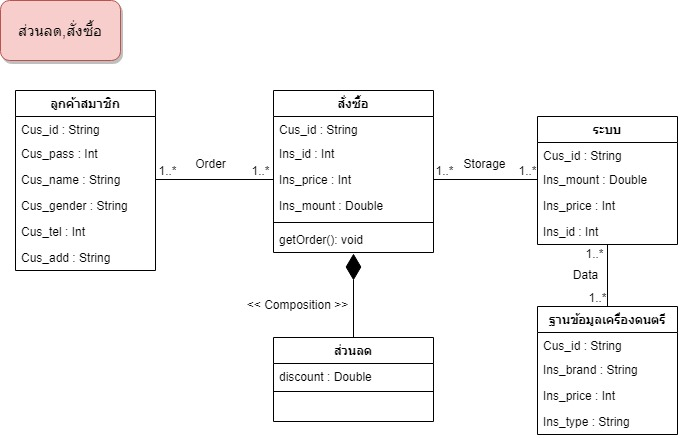 ส่วนลด,สั่งซื้อ
ลูกค้าสมาชิก
Cus_id : String
Cus_pass : Int
Cus_name : String
Cus_gender : String
Cus_tel : Int
Cus_add : String
1..*
Order
1..*
สั่งซื้อ
Cus_id : String
Ins_id : Int
Ins_price : Int
Ins_mount : Double
getOrder(): void
1..*
Storage
1..*
ระบบ
Cus_id : String
Ins_mount : Double
Ins_price : Int
Ins_id : Int
<< Composition >>
ส่วนลด
discount : Double
1..*
Data
1..*
ฐานข้อมูลเครื่องดนตรี
Cus_id : String
Ins_brand : String
Ins_price : Int
Ins_type : String